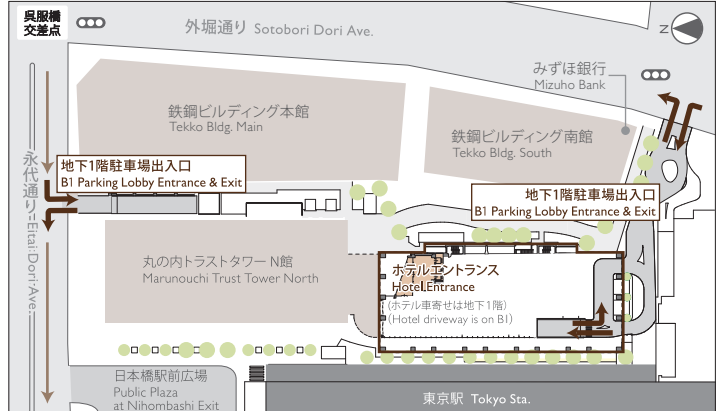 呉服橋
交差点
外堀通り Sotobori Dori Ave.
N
みずほ銀行
Mizuho Bank
鉄鋼ビルディング本館
Tekko Bldg. Main
鉄鋼ビルディング南館
Tekko Bldg. South
永代通り-Eitai Dori Ave.
地下1階駐車場出入口
B1 Parking Lobby Entrance & Exit
地下1階駐車場出入口
B1 Parking Lobby Entrance & Exit
丸の内トラストタワー N館
Marunouchi Trust Tower North
ホテルエントランス
Hotel Entrance
(ホテル車寄せは地下1階)
(Hotel driveway is on B1)
日本橋駅前広場
Public Plaza
at Nihombashi Exit
東京駅 Tokyo Sta.